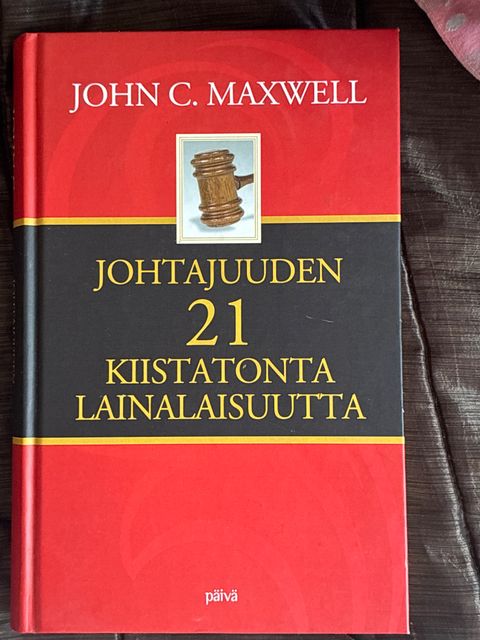 JOHN C. MAXWELL
JOHTAJUUDEN
21
KIISTATONTA
LAINALAISUUTTA
päivä